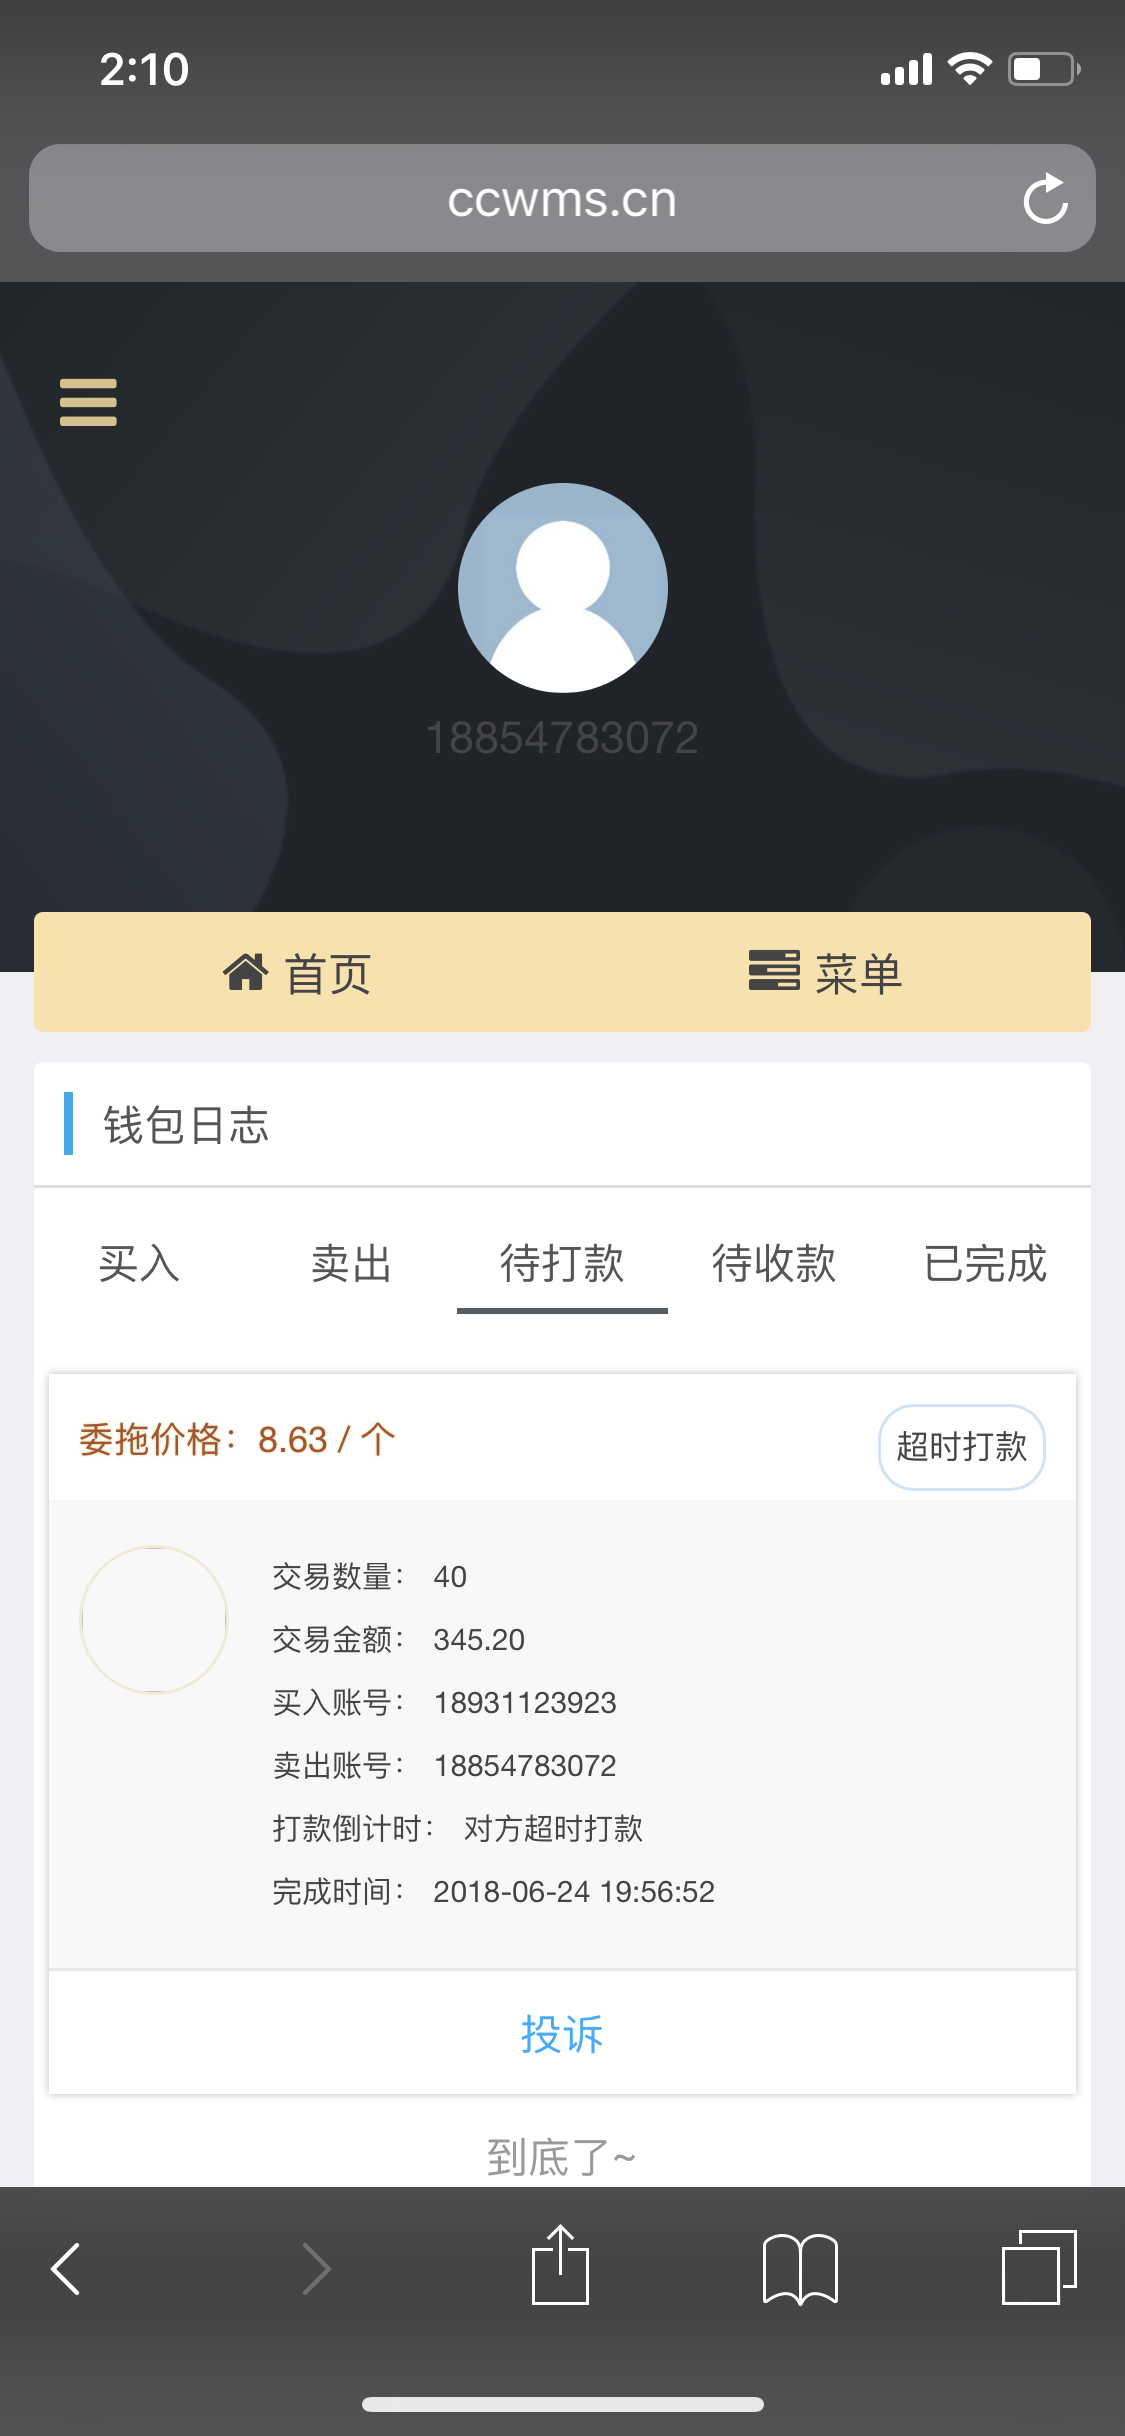 2:10
ccwms.cn
18854783072
首页
菜单
钱包日志
买入 卖出 待打款 待收款 已完成
委拖价格：8.63 / 个
超时打款
交易数量： 40
交易金额： 345.20
买入账号： 18931123923
卖出账号： 18854783072
打款倒计时： 对方超时打款
完成时间： 2018-06-24 19:56:52
投诉
到底了~